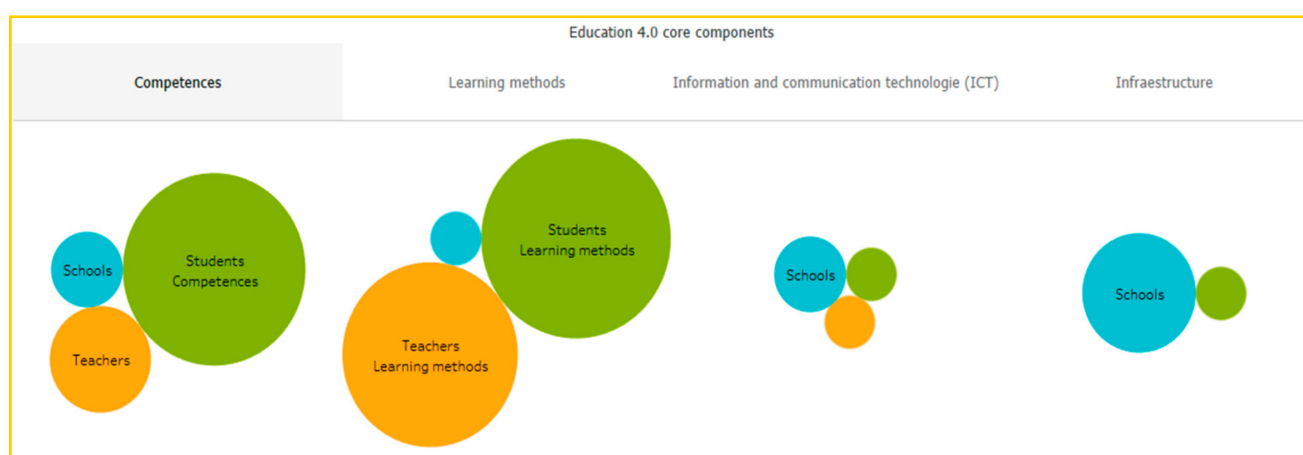 Education 4.0 core components
Competences
Learning methods
Information and communication technologie (ICT)
Infraestructure
Schools
Students
Competences
Teachers
Students
Learning methods
Teachers
Learning methods
Schools
Schools